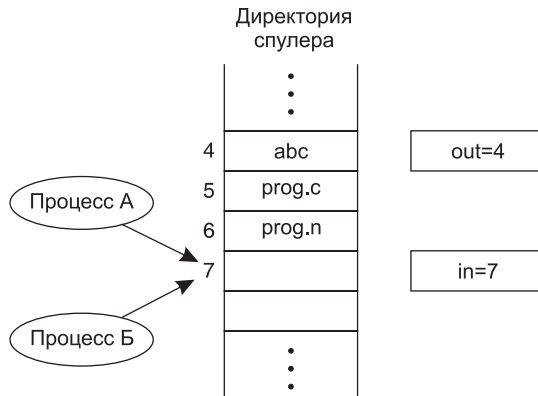 Директория
спулера
4 abc out=4
Процесс А 5 prog.c
6 prog.n
7 in=7
Процесс Б